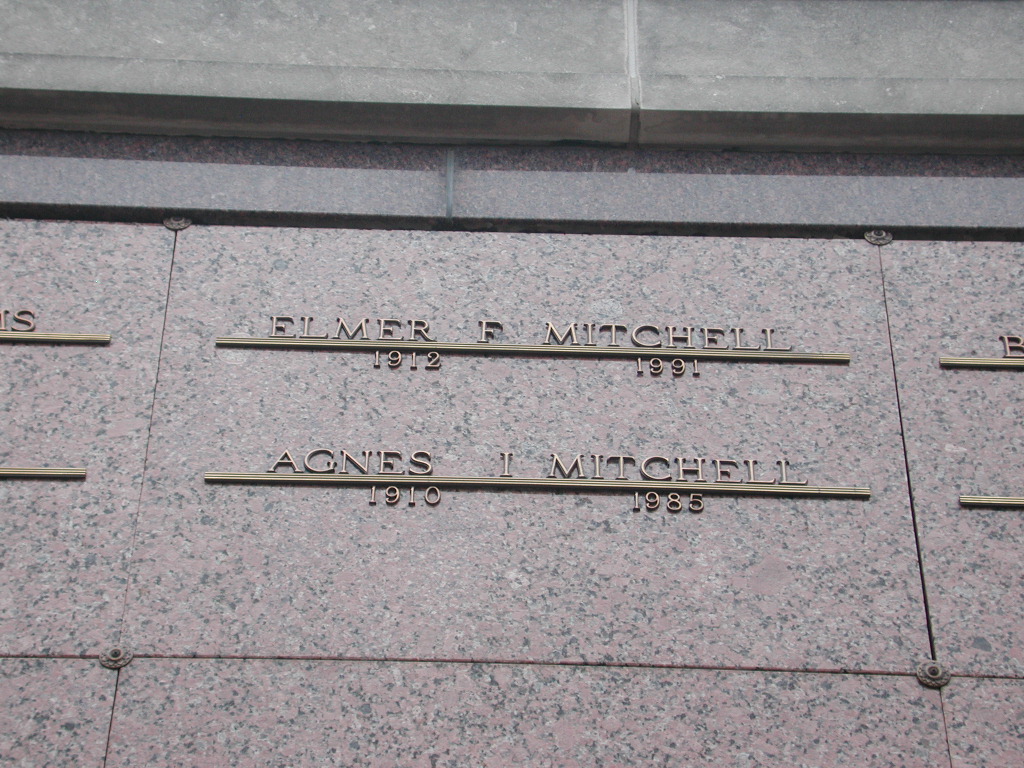 ELMER F MITCHELL
1912 1991
AGNES I MITCHELL
1910 1985